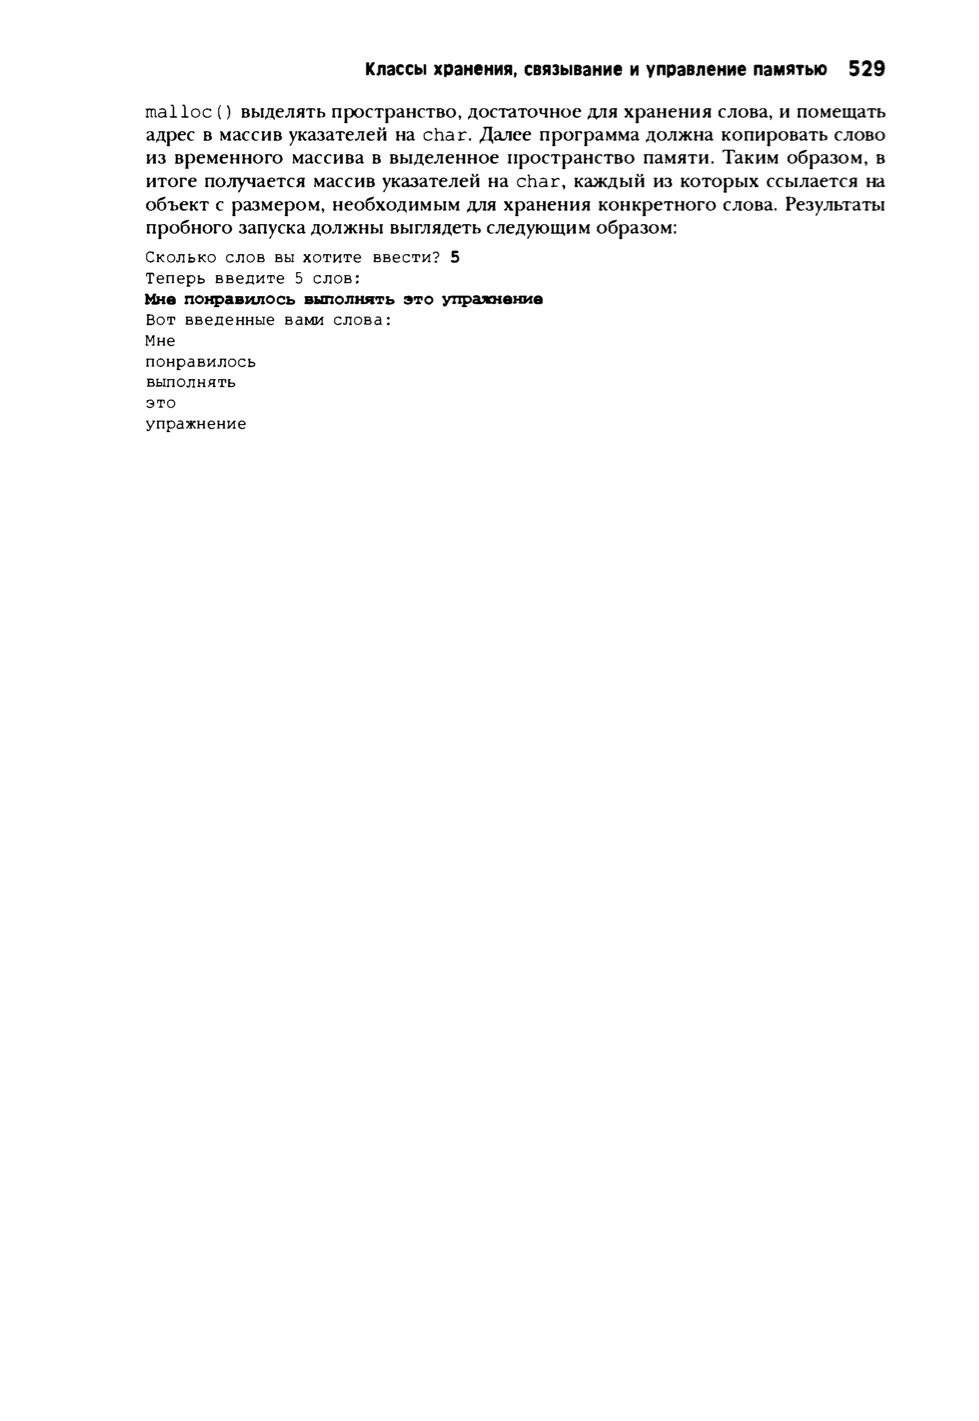 Классы хранения, связывание и управление памятью 529
malloc() выделять пространство, достаточное для хранения слова, и помещать
адрес в массив указателей на char. Далее программа должна копировать слово
из временного массива в выделенное пространство памяти. Таким образом, в
итоге получается массив указателей на char, каждый из которых ссылается на
объект с размером, необходимым для хранения конкретного слова. Результаты
пробного запуска должны выглядеть следующим образом:
Сколько слов вы хотите ввести? 5
Теперь введите 5 слов:
Мне понравилось выполнять это упражнение
Вот введенные вами слова:
Мне
понравилось
выполнять
это
упражнение